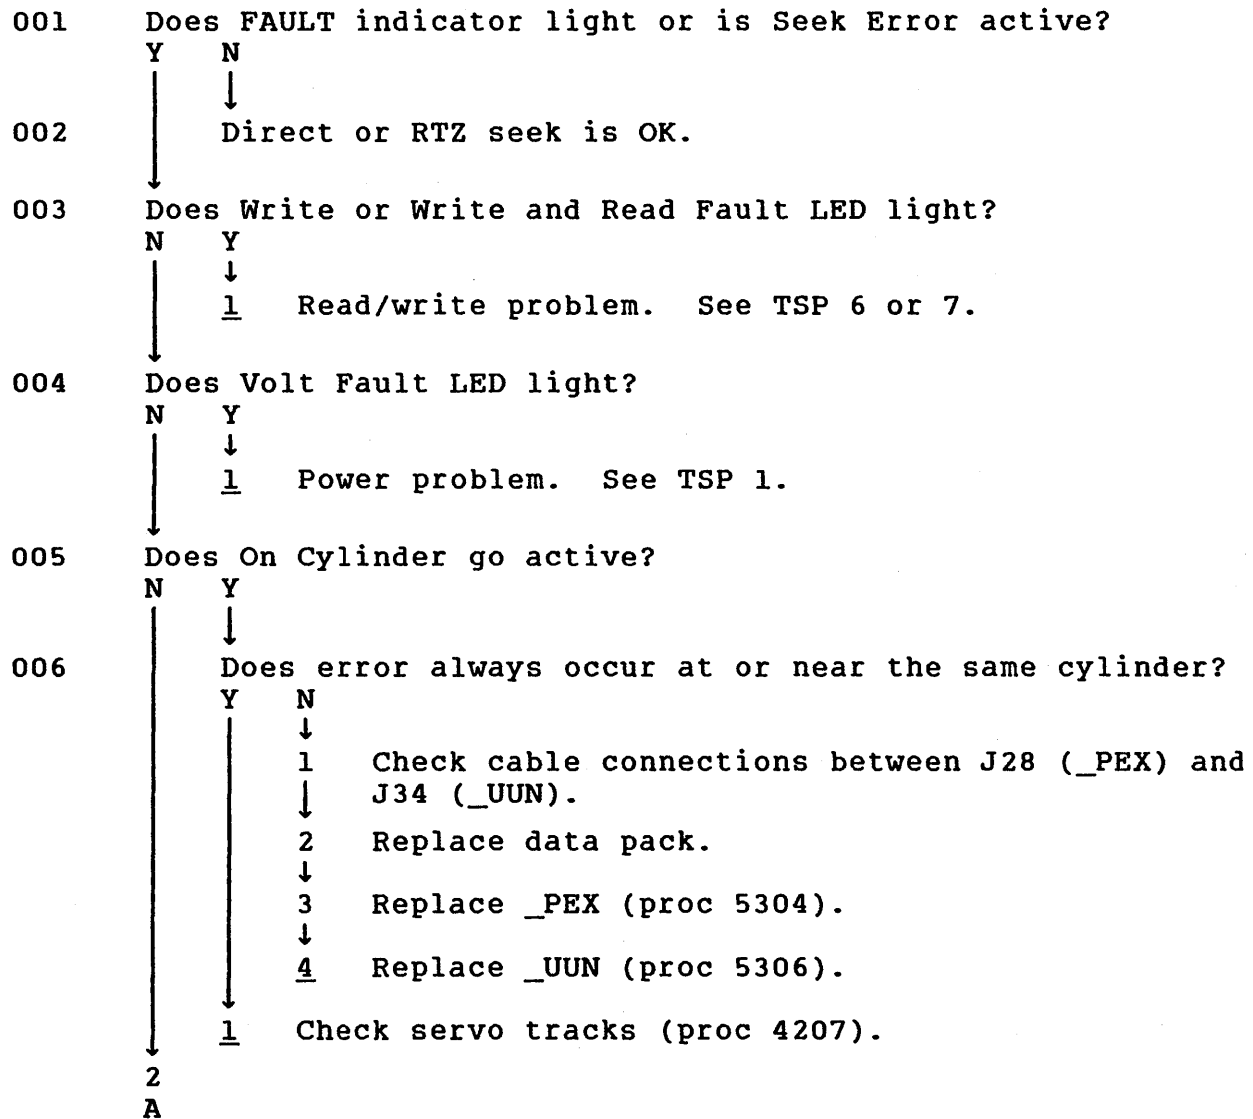 001 Does FAULT indicator light or is Seek Error active?
Y N
002 Direct or RTZ seek is OK.
003 Does Write or Write and Read Fault LED light?
N Y
1 Read/write problem. See TSP 6 or 7.
004 Does Volt Fault LED light?
N Y
1 Power problem. See TSP 1.
005 Does On Cylinder go active?
N Y
006 Does error always occur at or near the same cylinder?
Y N
1 Check cable connections between J28 (_PEX) and
J34 (_UUN).
2 Replace data pack.
3 Replace _PEX (proc 5304).
4 Replace _UUN (proc 5306).
1 Check servo tracks (proc 4207).
2
A